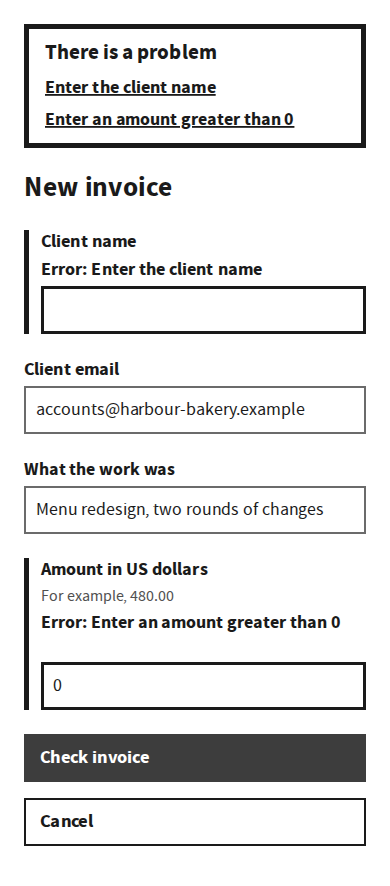 There is a problem
Enter the client name
Enter an amount greater than 0
New invoice
Client name
Error: Enter the client name
Client email
accounts@harbour-bakery.example
What the work was
Menu redesign, two rounds of changes
Amount in US dollars
For example, 480.00
Error: Enter an amount greater than 0
0
Check invoice
Cancel